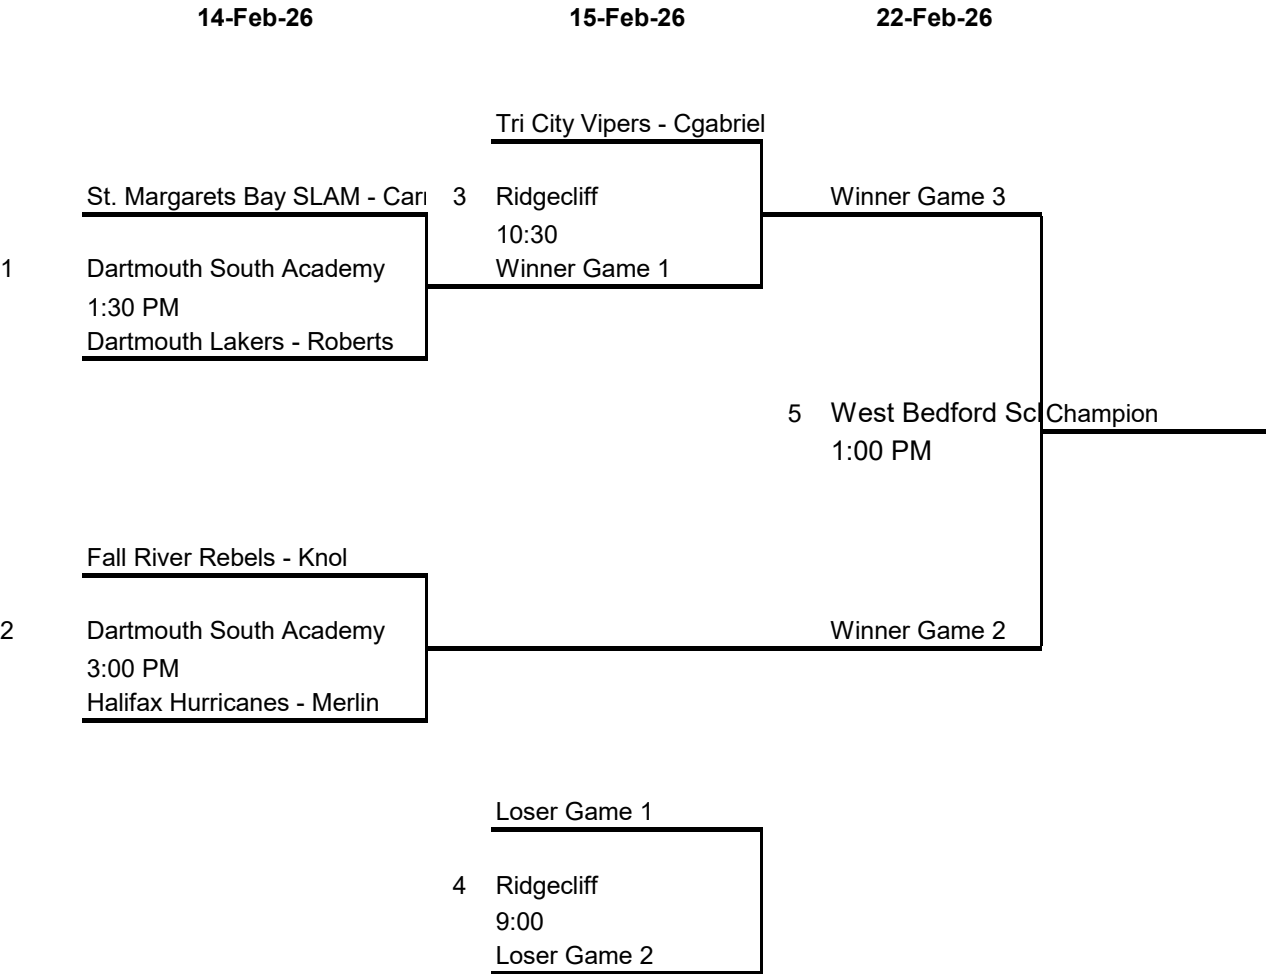 14-Feb-26 15-Feb-26 22-Feb-26
Tri City Vipers - Cgabriel
St. Margarets Bay SLAM - 3 Ridgecliff Winner Game 3
10:30
1 Dartmouth South Academy Winner Game 1
1:30 PM
Dartmouth Lakers - Roberts
5 West Bedford Champion
1:00 PM
Fall River Rebels - Knol
2 Dartmouth South Academy Winner Game 2
3:00 PM
Halifax Hurricanes - Merlin
Loser Game 1
4 Ridgecliff
9:00
Loser Game 2